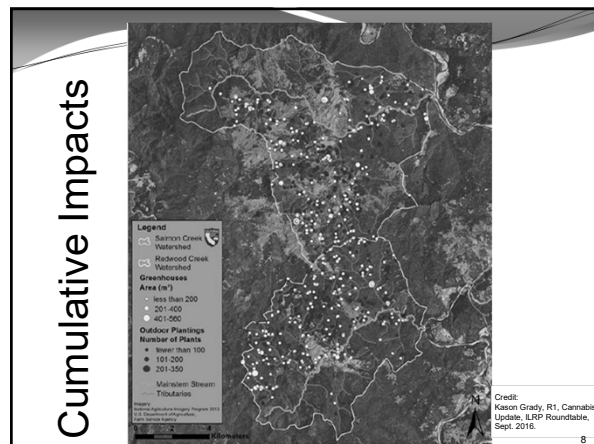 Cumulative Impacts
Legend
Salmon Creek
Watershed
Redwood Creek
Watershed
Greenhouses
Area (m²)
less than 200
201-400
401-560
Outdoor Plantings
Number of Plants
fewer than 100
101-200
201-350
Mainstem Stream
Tributaries
Imagery:
National Agriculture Imagery Program 2012
U.S. Department of Agriculture,
Farm Service Agency
Kilometers
N
Credit:
Kason Grady, R1, Cannabis
Update, ILRP Roundtable,
Sept. 2016.
8